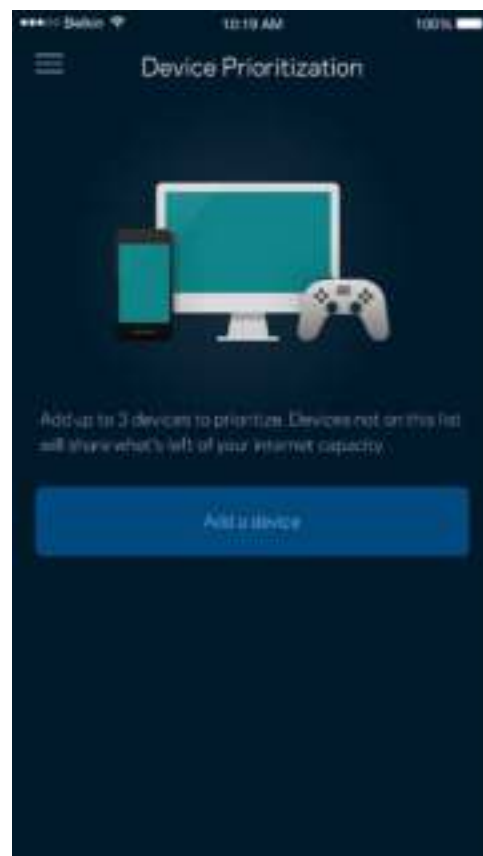 Belkin 10:19 AM 100%
Device Prioritization
Add up to 3 devices to prioritize. Devices not on this list
will share what's left of your internet capacity.
Add a device